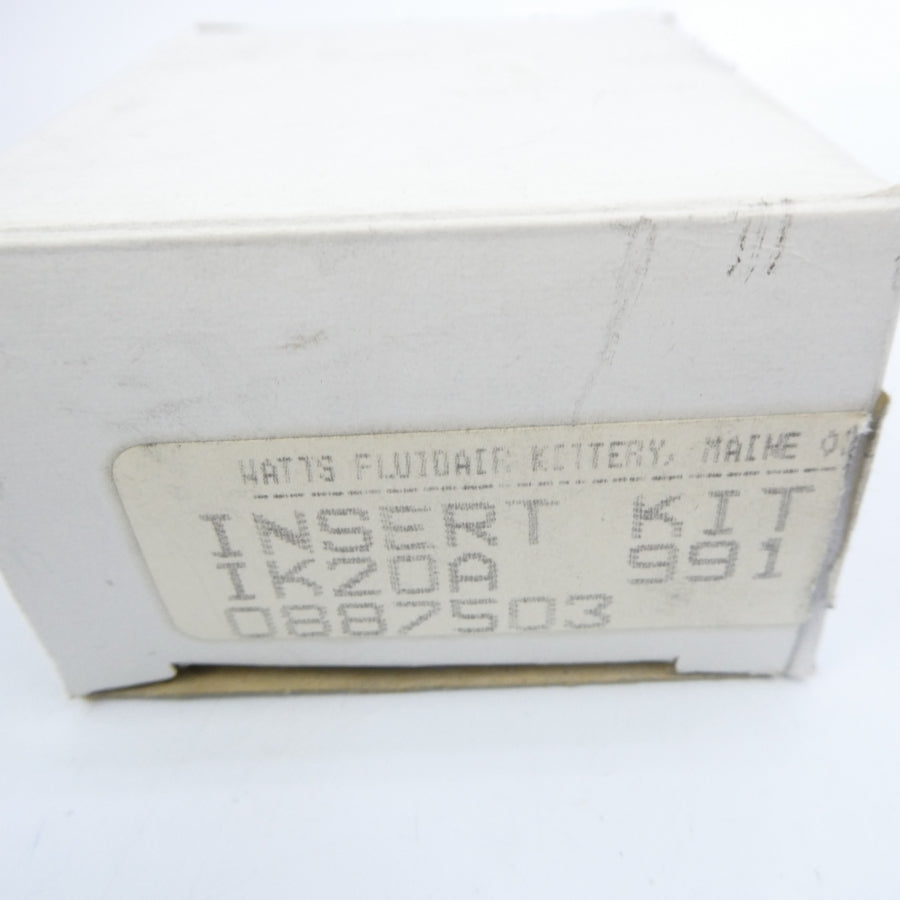 WATTS FLUIDAIR KITTERY, MAINE
INSERT KIT
IK20A 991
0887503